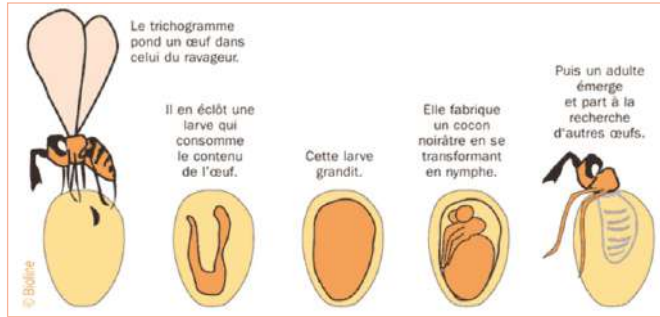 Le trichogramme
pond un œuf dans
celui du ravageur.
Il en éclôt une
larve qui
consomme
le contenu
de l'œuf.
Cette larve
grandit.
Elle fabrique
un cocon
noirâtre en se
transformant
en nymphe.
Puis un adulte
émerge
et part à la
recherche
d'autres œufs.
© Bioline